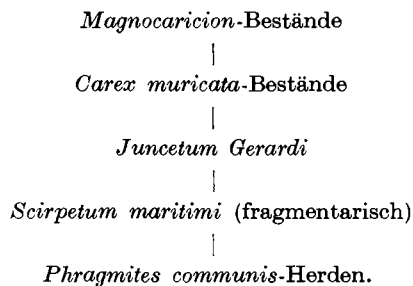 Magnocaricion-Bestände
Carex muricata-Bestände
Juncetum Gerardi
Scirpetum maritimi (fragmentarisch)
Phragmites communis-Herden.